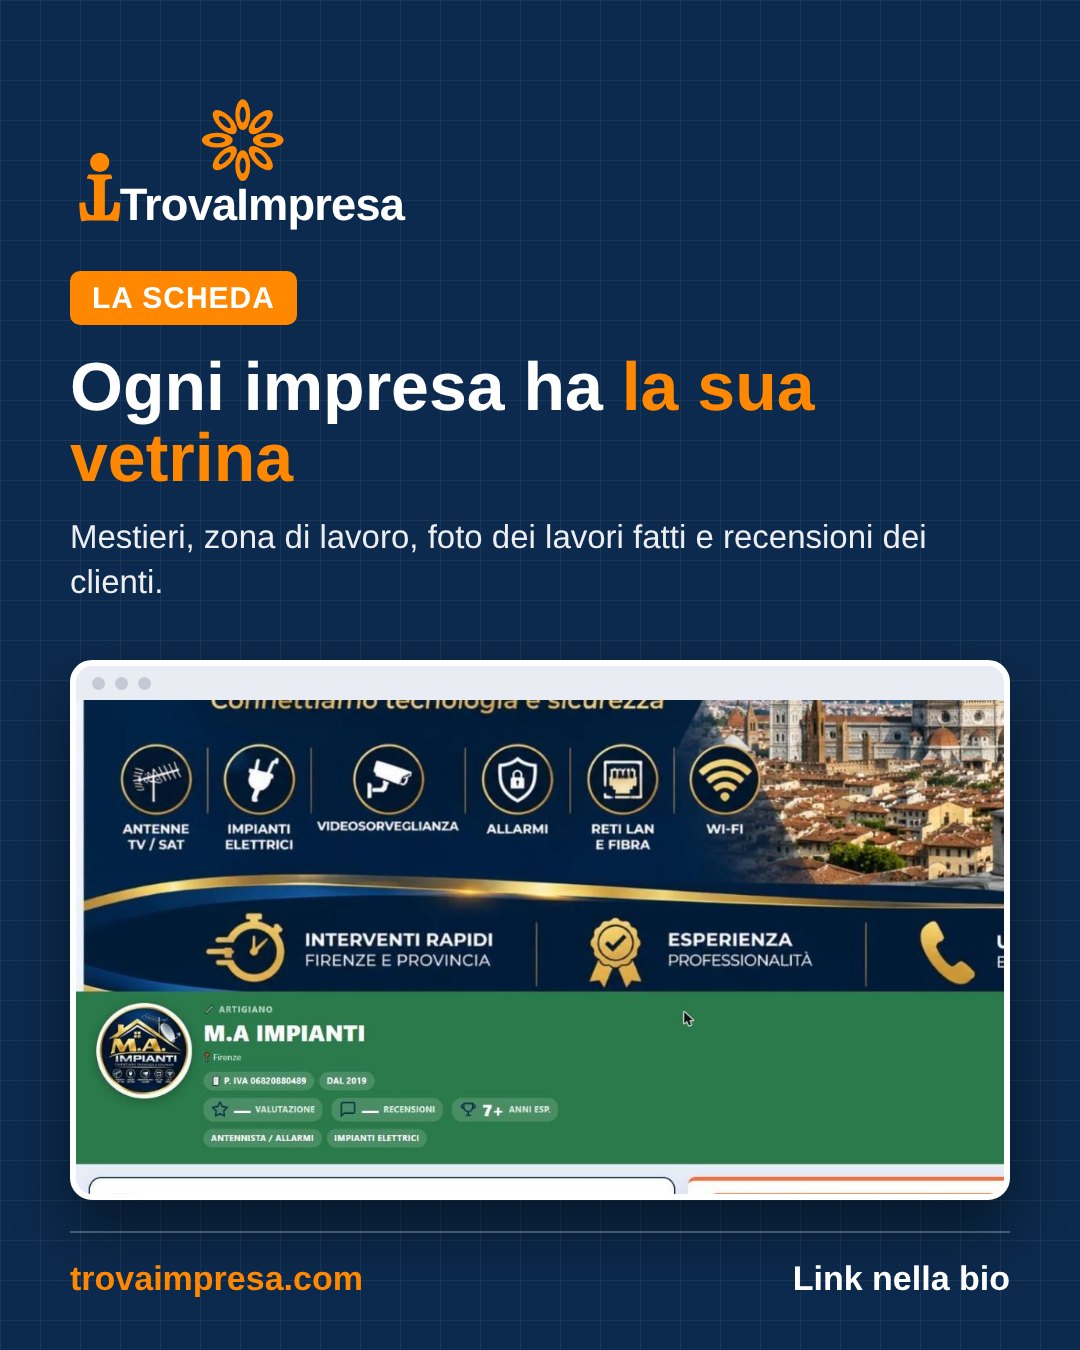 TrovaImpresa
LA SCHEDA
Ogni impresa ha la sua
vetrina
Mestieri, zona di lavoro, foto dei lavori fatti e recensioni dei
clienti.
Connettiamo tecnologia e sicurezza
ANTENNE
TV / SAT
IMPIANTI
ELETTRICI
VIDEOSORVEGLIANZA
ALLARMI
RETI LAN
E FIBRA
WI-FI
INTERVENTI RAPIDI
FIRENZE E PROVINCIA
ESPERIENZA
PROFESSIONALITÀ
M.A.
IMPIANTI
ARTIGIANO
M.A IMPIANTI
Firenze
P. IVA 06820880489
DAL 2019
— VALUTAZIONE
— RECENSIONI
7+ ANNI ESP.
ANTENNISTA / ALLARMI
IMPIANTI ELETTRICI
trovaimpresa.com
Link nella bio